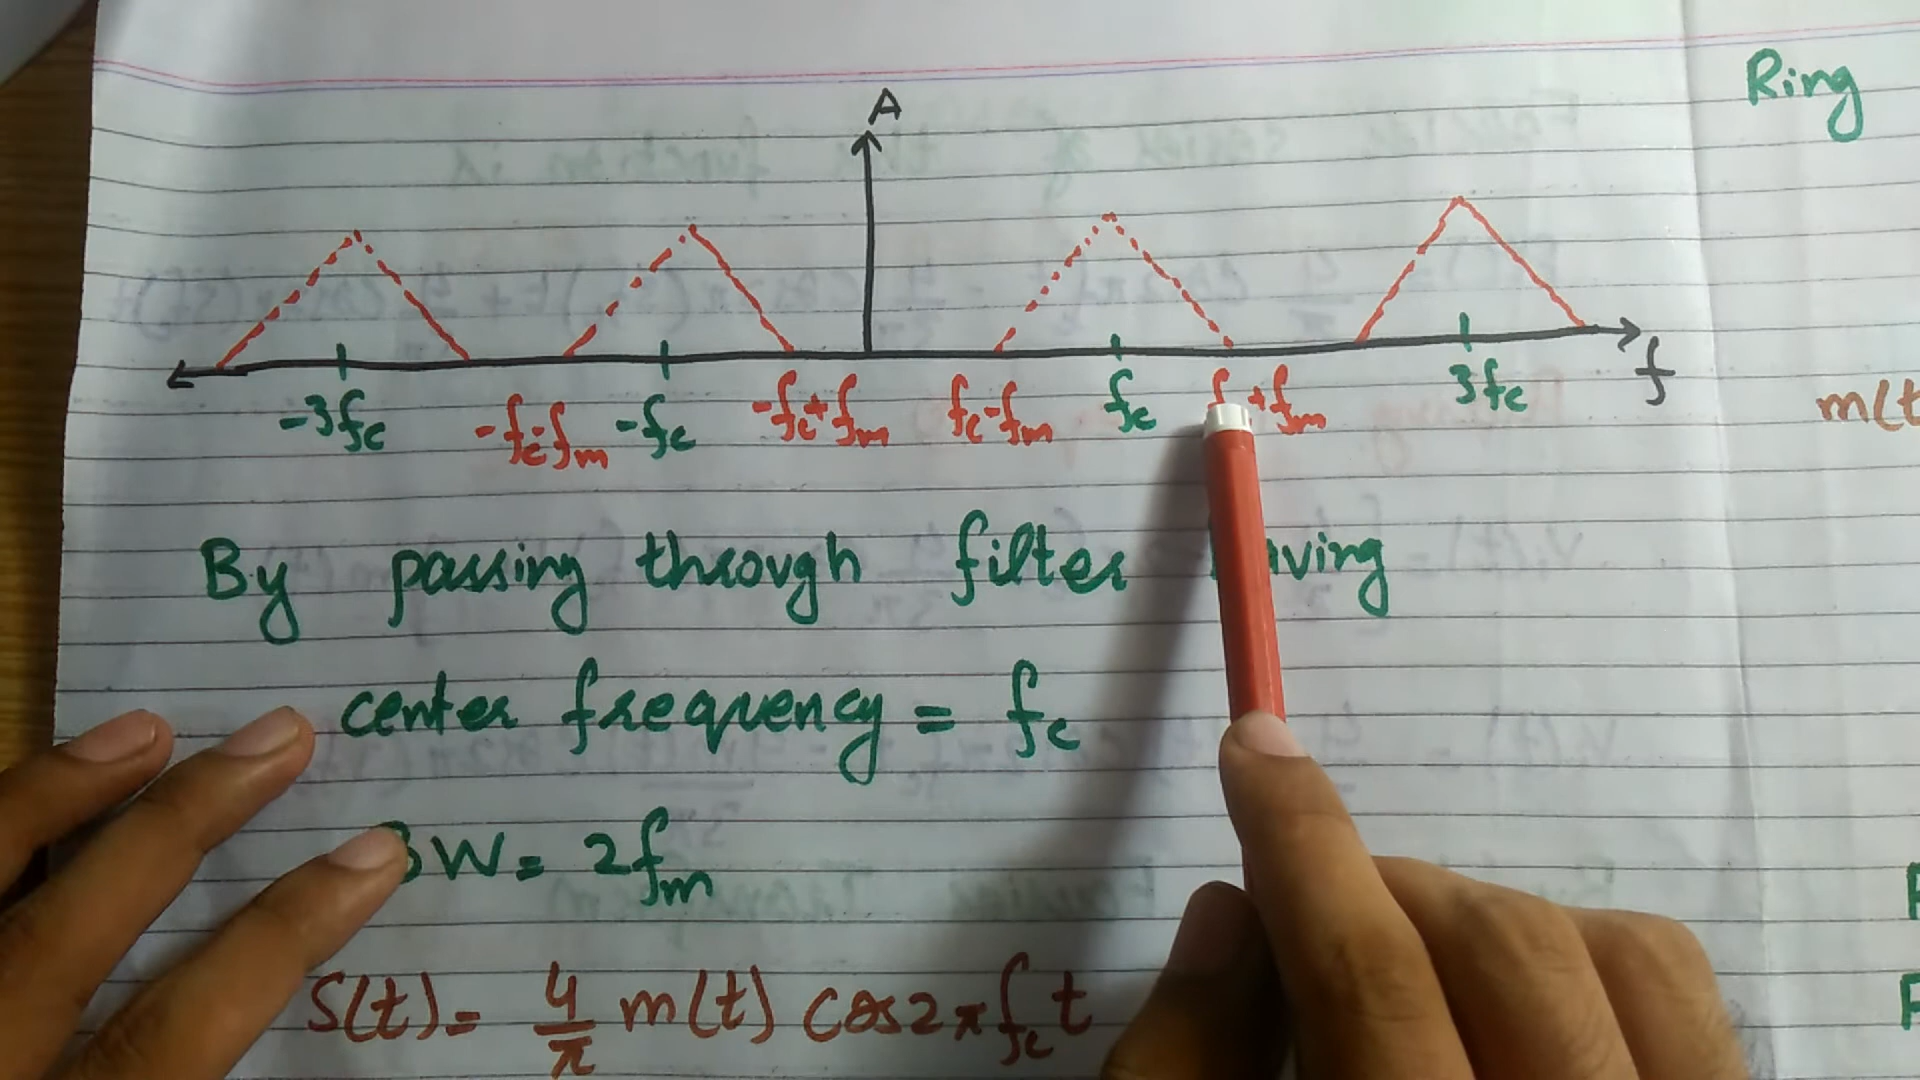 Ring
A
f
-3fc -fc-fm -fc -fc+fm fc-fm fc f +fm 3fc
m(t
By passing through filter
center frequency = fc
BW = 2fm
S(t) = 4/π m(t) cos2πfct